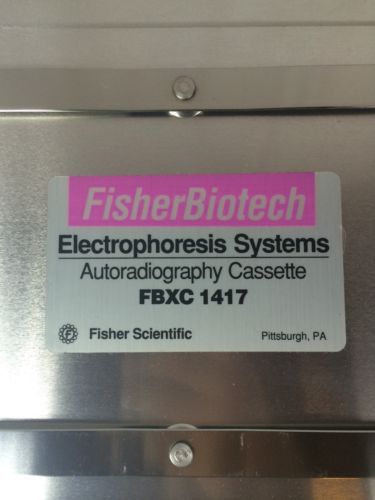 FisherBiotech
Electrophoresis Systems
Autoradiography Cassette
FBXC 1417
F Fisher Scientific Pittsburgh, PA